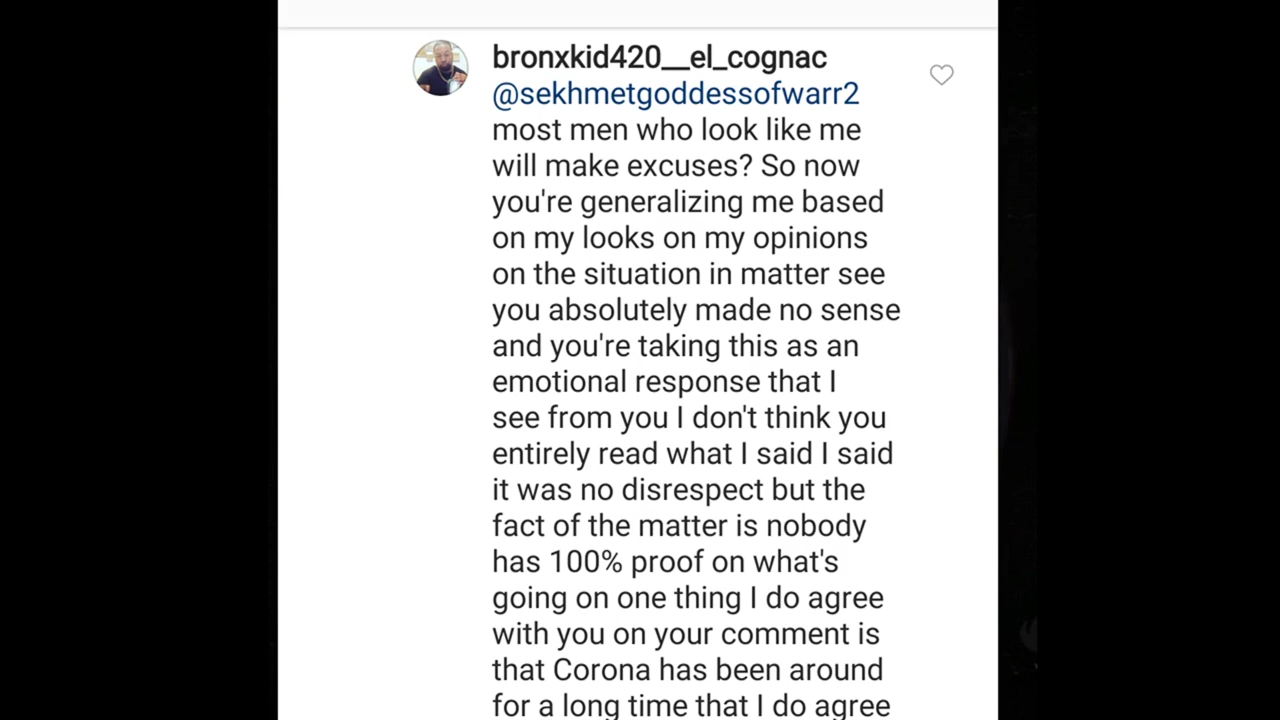 bronxkid420__el_cognac
@sekhmetgoddessofwarr2
most men who look like me
will make excuses? So now
you're generalizing me based
on my looks on my opinions
on the situation in matter see
you absolutely made no sense
and you're taking this as an
emotional response that I
see from you I don't think you
entirely read what I said I said
it was no disrespect but the
fact of the matter is nobody
has 100% proof on what's
going on one thing I do agree
with you on your comment is
that Corona has been around
for a long time that I do agree